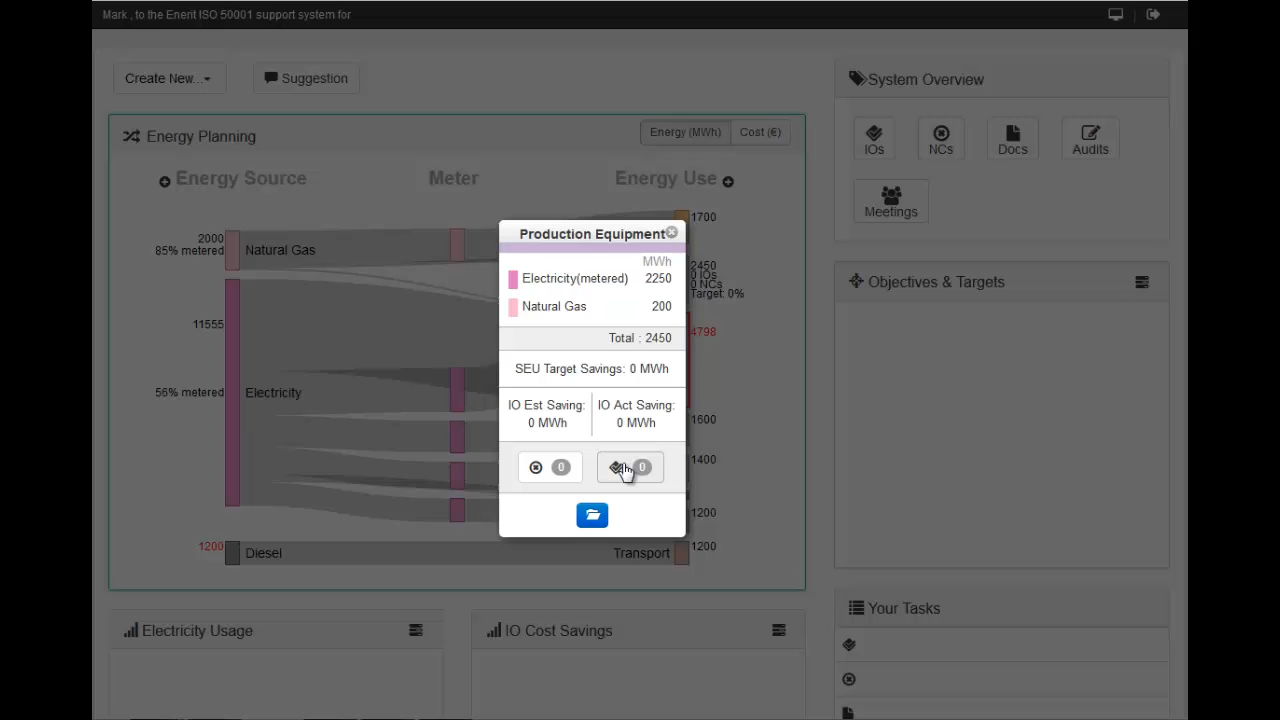 Mark , to the Enerit ISO 50001 support system for
Create New...
Suggestion
Energy Planning
Energy (MWh)
Cost (€)
Energy Source
Meter
Energy Use
2000
85% metered
Natural Gas
11555
56% metered
Electricity
1200
Diesel
1700
2450
0 IOs
0 NCs
Target: 0%
4798
1600
1400
1200
Transport
1200
Production Equipment
MWh
Electricity(metered) 2250
Natural Gas 200
Total : 2450
SEU Target Savings: 0 MWh
IO Est Saving:
0 MWh
IO Act Saving:
0 MWh
0
0
System Overview
IOs
NCs
Docs
Audits
Meetings
Objectives & Targets
Your Tasks
Electricity Usage
IO Cost Savings